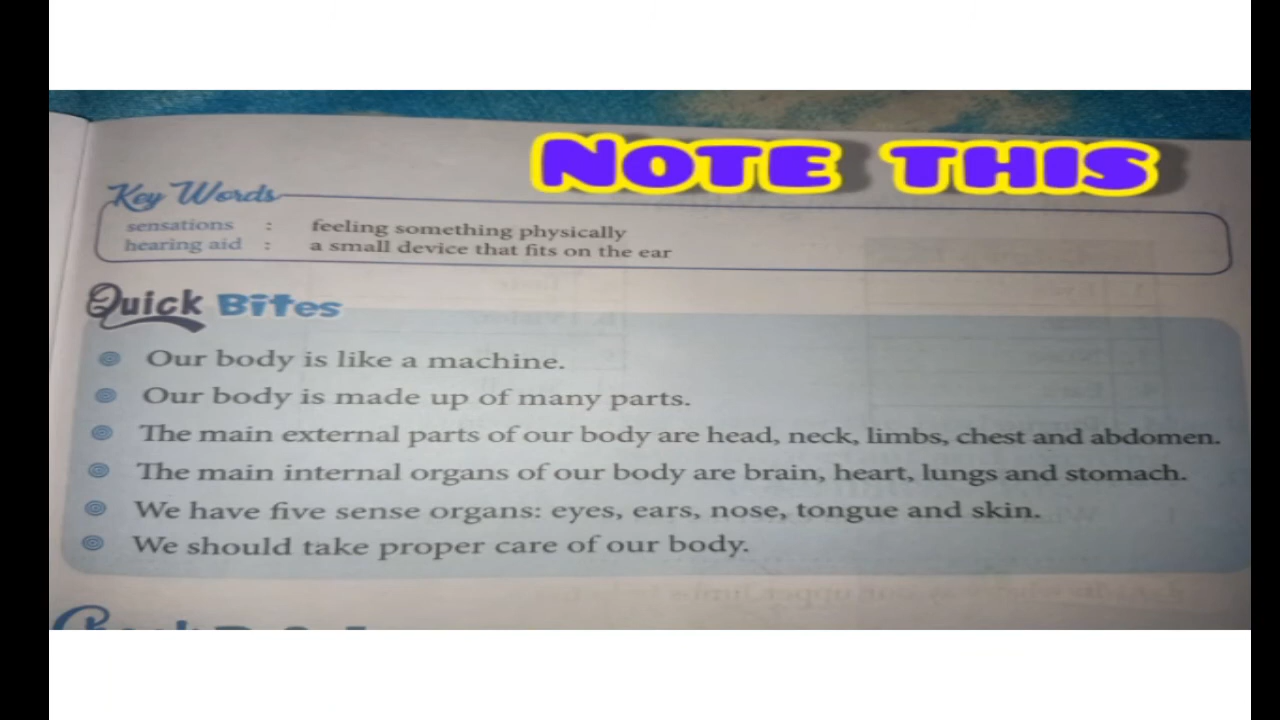 NOTE THIS
Key Words
sensations : feeling something physically
hearing aid : a small device that fits on the ear
Quick Bites
Our body is like a machine.
Our body is made up of many parts.
The main external parts of our body are head, neck, limbs, chest and abdomen.
The main internal organs of our body are brain, heart, lungs and stomach.
We have five sense organs: eyes, ears, nose, tongue and skin.
We should take proper care of our body.